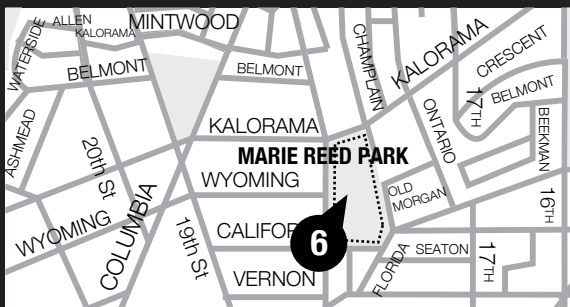 ALLEN
MINTWOOD
KALORAMA
WATERSIDE
BELMONT
BELMONT
CHAMPLAIN
KALORAMA
CRESCENT
17TH
BELMONT
ASHMEAD
20th St
KALORAMA
ONTARIO
BEEKMAN
MARIE REED PARK
WYOMING
OLD
MORGAN
16TH
WYOMING
COLUMBIA
19th St
CALIFOR
6
FLORIDA
SEATON
17TH
VERNON